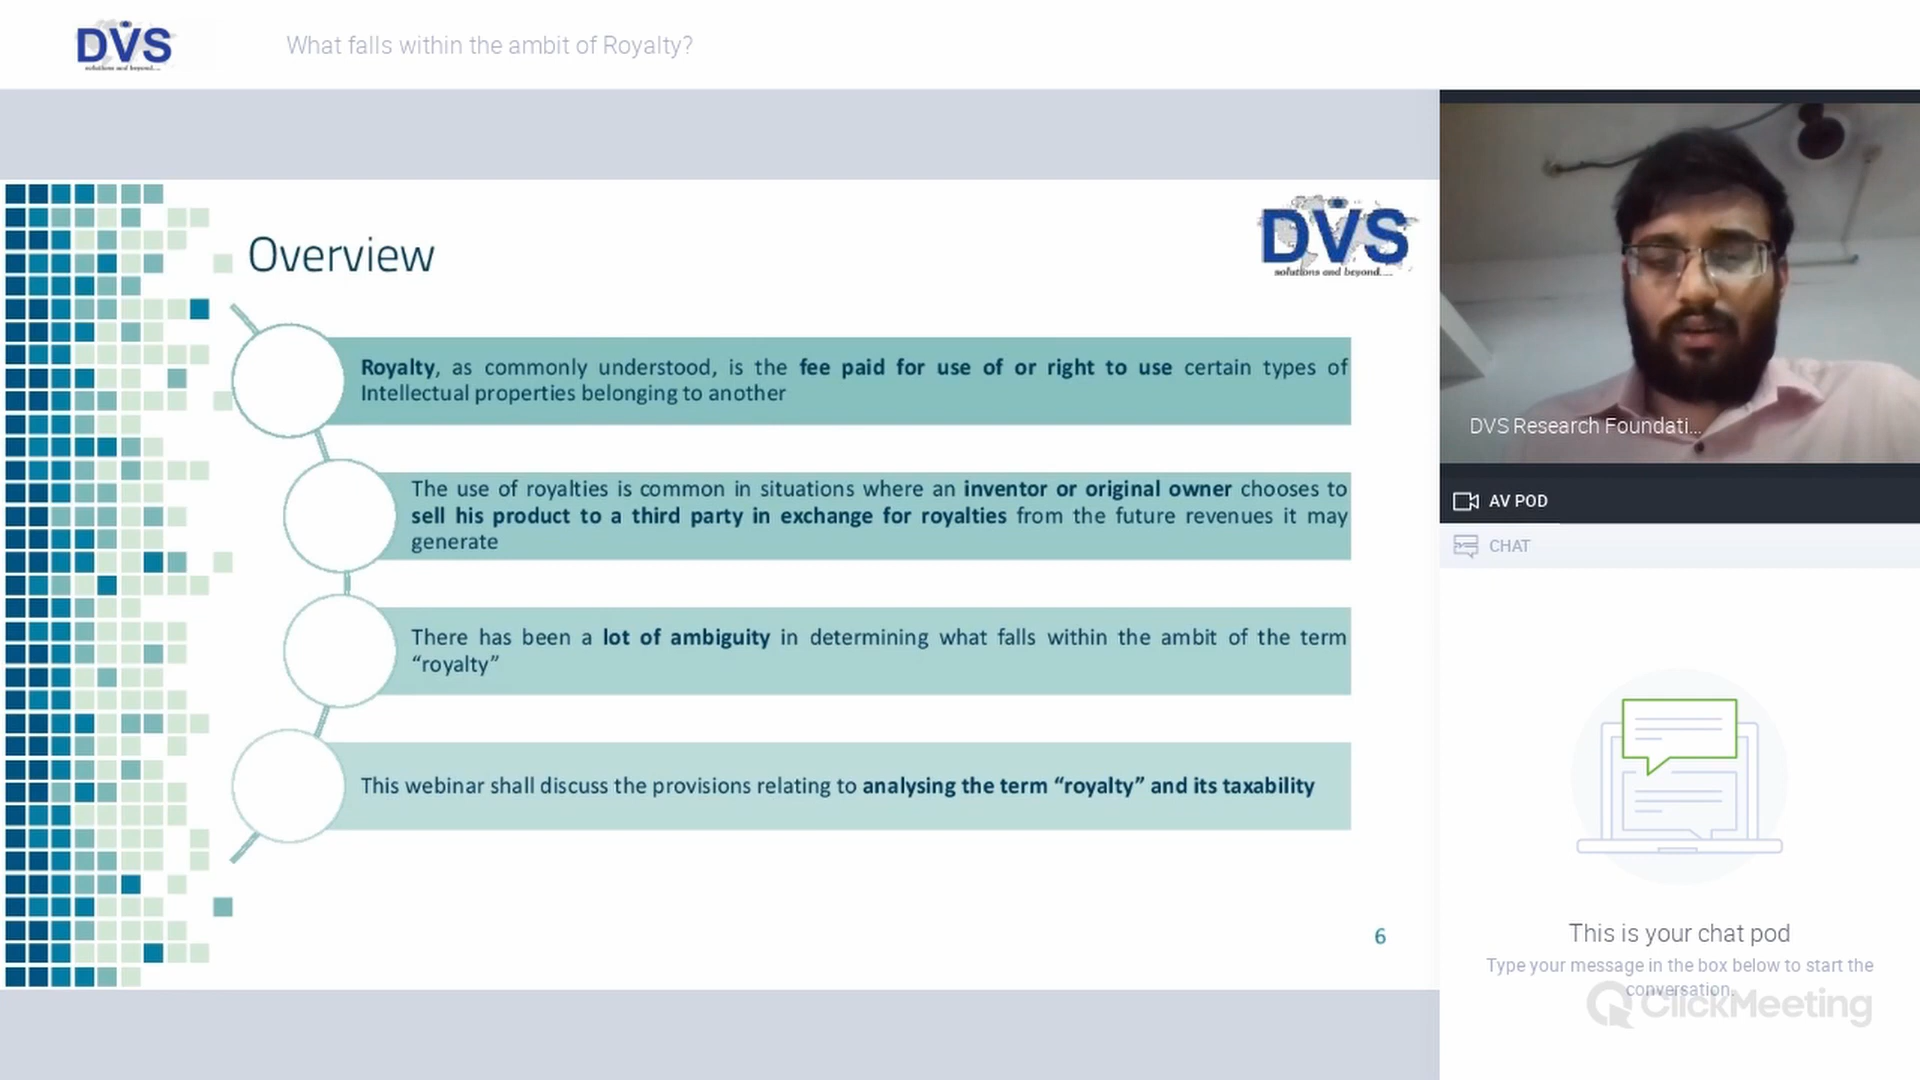 DVS
solutions and beyond....
What falls within the ambit of Royalty?
Overview
DVS
solutions and beyond....
Royalty, as commonly understood, is the fee paid for use of or right to use certain types of
Intellectual properties belonging to another
The use of royalties is common in situations where an inventor or original owner chooses to
sell his product to a third party in exchange for royalties from the future revenues it may
generate
There has been a lot of ambiguity in determining what falls within the ambit of the term
“royalty”
This webinar shall discuss the provisions relating to analysing the term “royalty” and its taxability
6
DVS Research Foundati...
AV POD
CHAT
This is your chat pod
Type your message in the box below to start the
conversation.
ClickMeeting